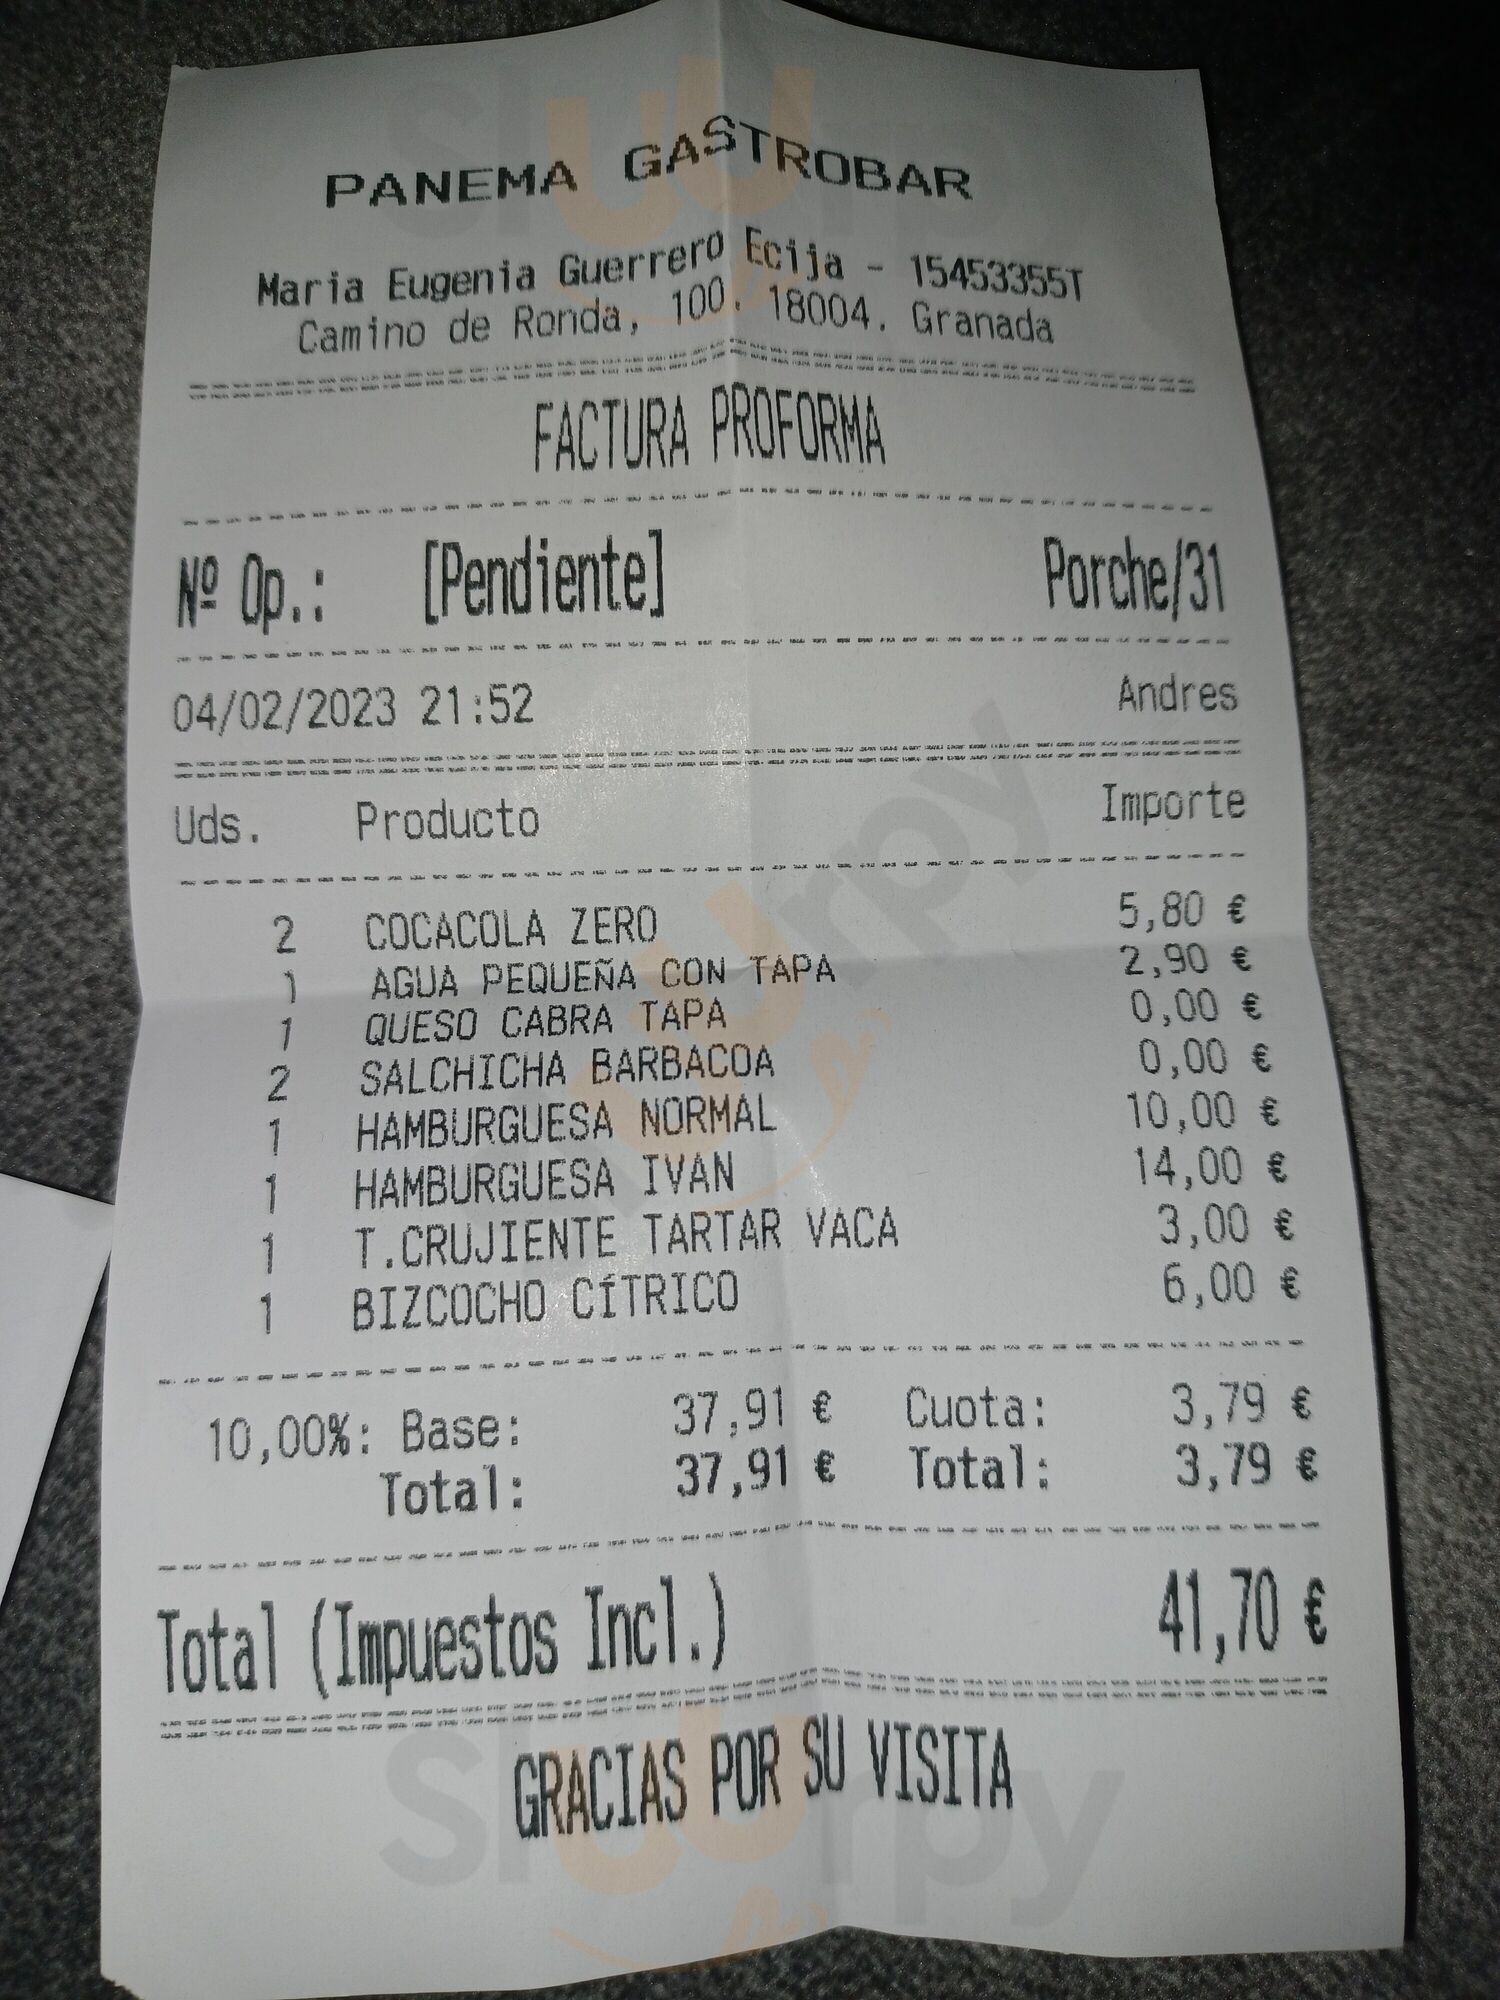 PANEMA GASTROBAR
Maria Eugenia Guerrero Ecija - 15453355T
Camino de Ronda, 100. 18004. Granada
FACTURA PROFORMA
Nº Op.: [Pendiente] Porche/31
04/02/2023 21:52 Andres
Uds. Producto Importe
2 COCACOLA ZERO 5,80 €
1 AGUA PEQUEÑA CON TAPA 2,90 €
1 QUESO CABRA TAPA 0,00 €
2 SALCHICHA BARBACOA 0,00 €
1 HAMBURGUESA NORMAL 10,00 €
1 HAMBURGUESA IVAN 14,00 €
1 T.CRUJIENTE TARTAR VACA 3,00 €
1 BIZCOCHO CíTRICO 6,00 €
10,00%: Base: 37,91 € Cuota: 3,79 €
Total: 37,91 € Total: 3,79 €
Total (Impuestos Incl.) 41,70 €
GRACIAS POR SU VISITA
sluurpy
sluurpy
sluurpy